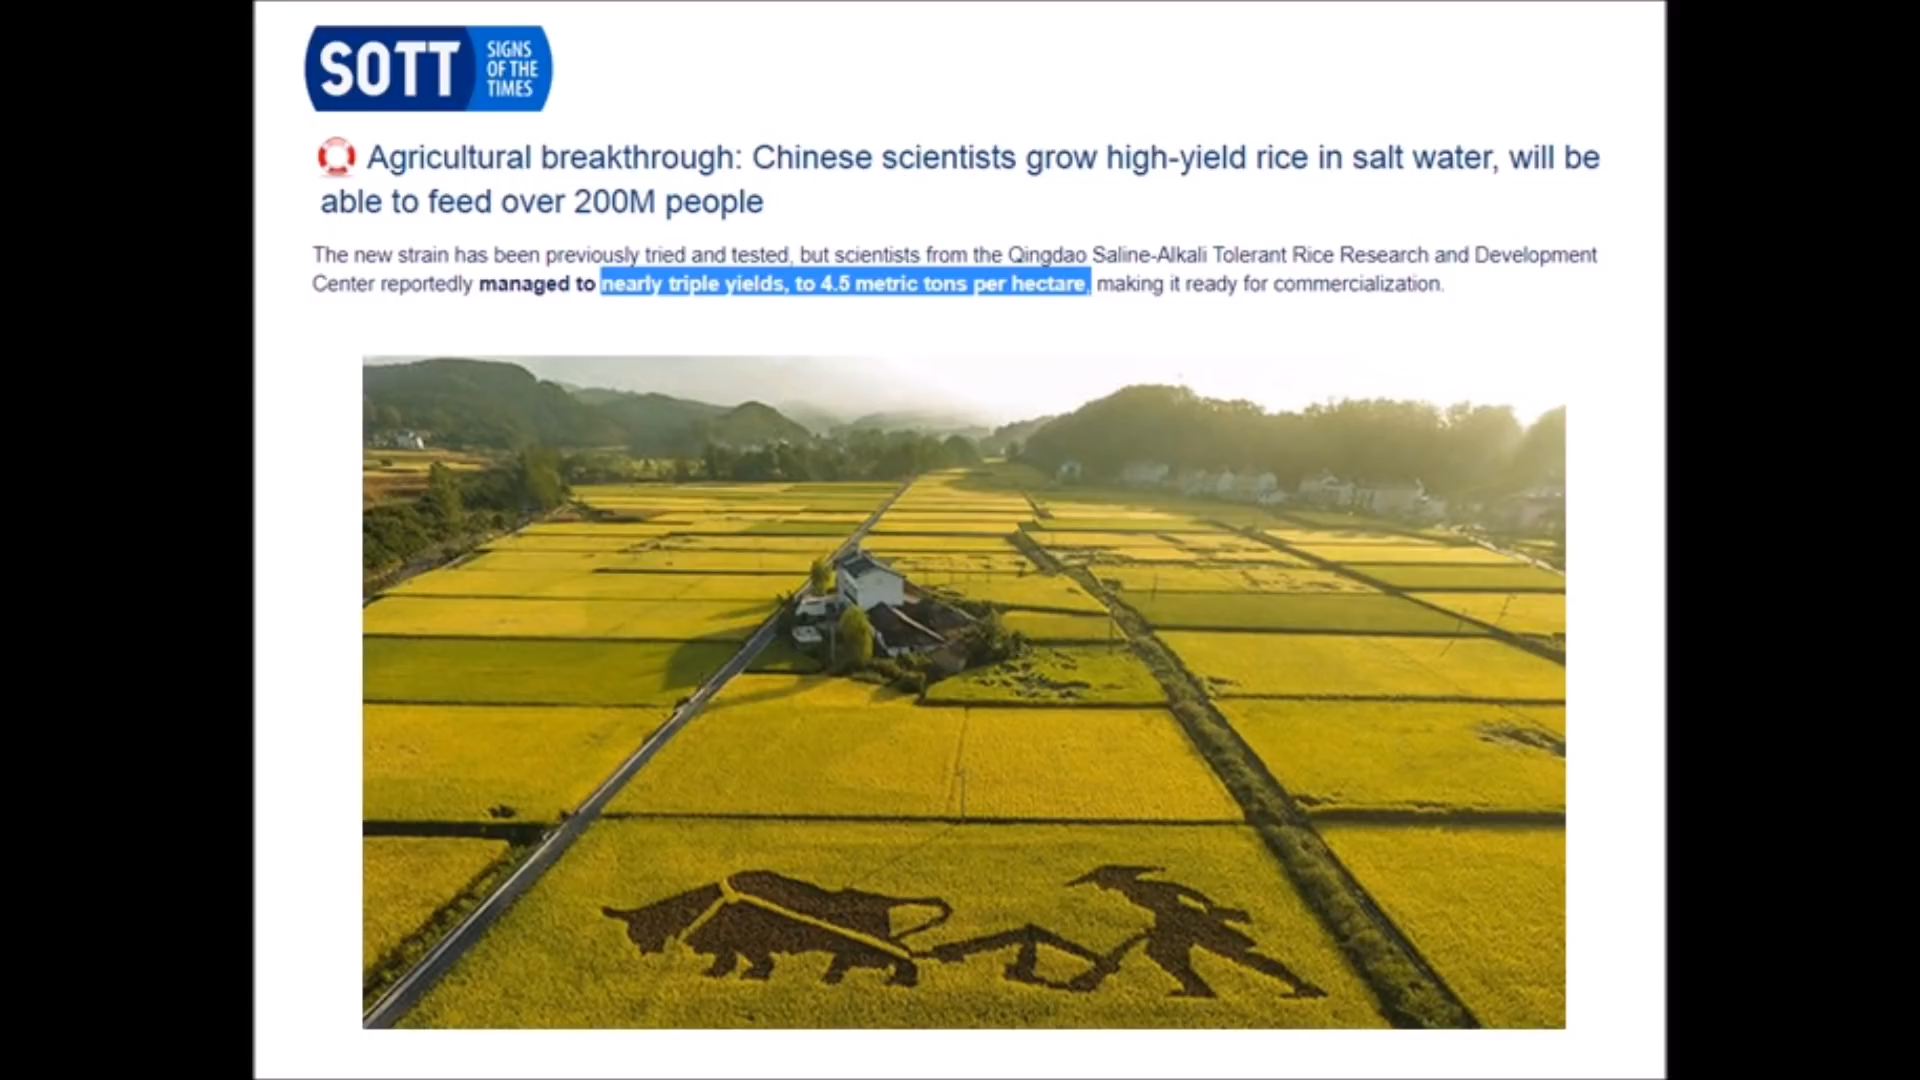 SOTT
SIGNS
OF THE
TIMES
Agricultural breakthrough: Chinese scientists grow high-yield rice in salt water, will be
able to feed over 200M people
The new strain has been previously tried and tested, but scientists from the Qingdao Saline-Alkali Tolerant Rice Research and Development
Center reportedly managed to nearly triple yields, to 4.5 metric tons per hectare, making it ready for commercialization.